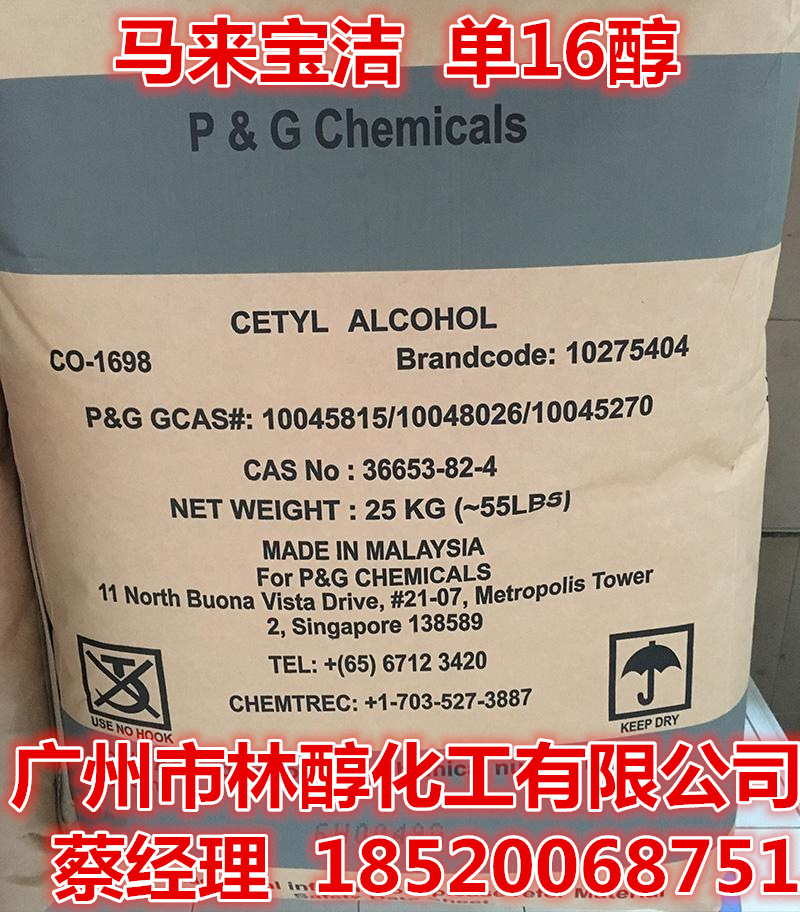 马来宝洁 单16醇
P & G Chemicals
CETYL ALCOHOL
CO-1698
Brandcode: 10275404
P&G GCAS#: 10045815/10048026/10045270
CAS No : 36653-82-4
NET WEIGHT : 25 KG (~55LBS)
MADE IN MALAYSIA
For P&G CHEMICALS
11 North Buona Vista Drive, #21-07, Metropolis Tower
2, Singapore 138589
TEL: +(65) 6712 3420
CHEMTREC: +1-703-527-3887
USE NO HOOK
KEEP DRY
广州市林醇化工有限公司
蔡经理 18520068751
Safety Data Sheet